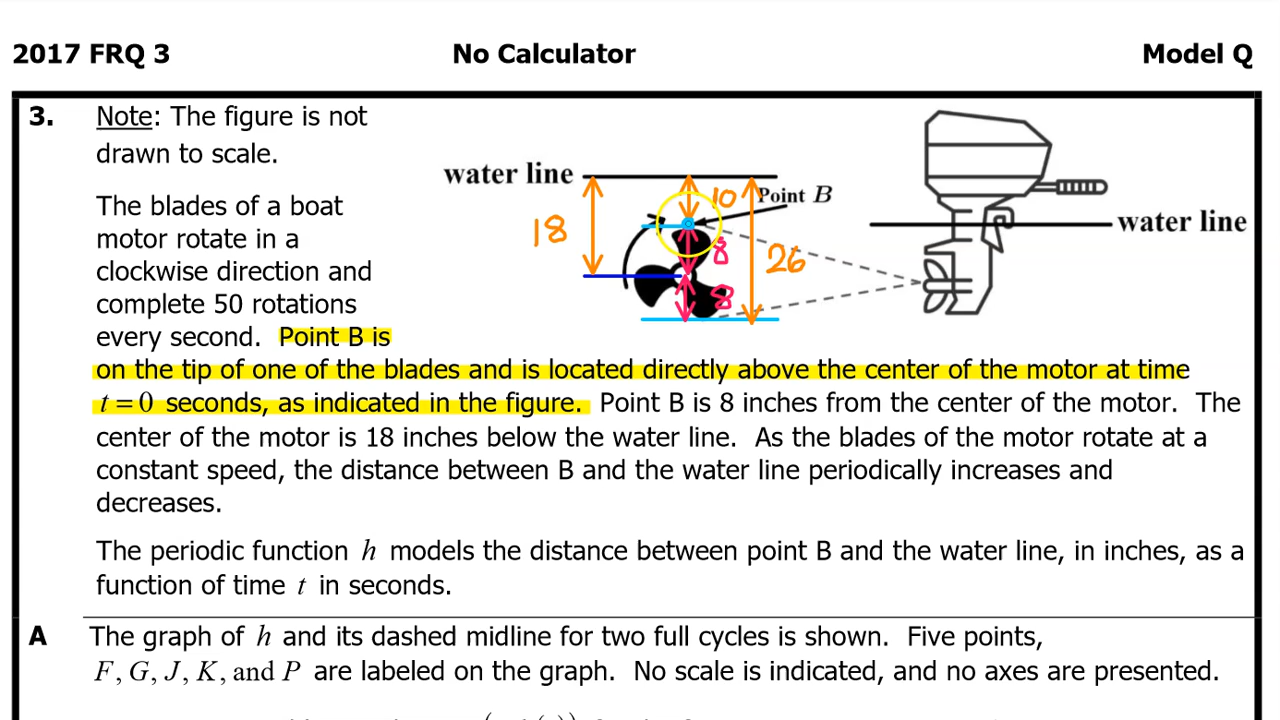 2017 FRQ 3 No Calculator Model Q
3. Note: The figure is not
drawn to scale.
water line
Point B
water line
18
10
8
8
26
The blades of a boat
motor rotate in a
clockwise direction and
complete 50 rotations
every second. Point B is
on the tip of one of the blades and is located directly above the center of the motor at time
t = 0 seconds, as indicated in the figure. Point B is 8 inches from the center of the motor. The
center of the motor is 18 inches below the water line. As the blades of the motor rotate at a
constant speed, the distance between B and the water line periodically increases and
decreases.
The periodic function h models the distance between point B and the water line, in inches, as a
function of time t in seconds.
A The graph of h and its dashed midline for two full cycles is shown. Five points,
F, G, J, K, and P are labeled on the graph. No scale is indicated, and no axes are presented.